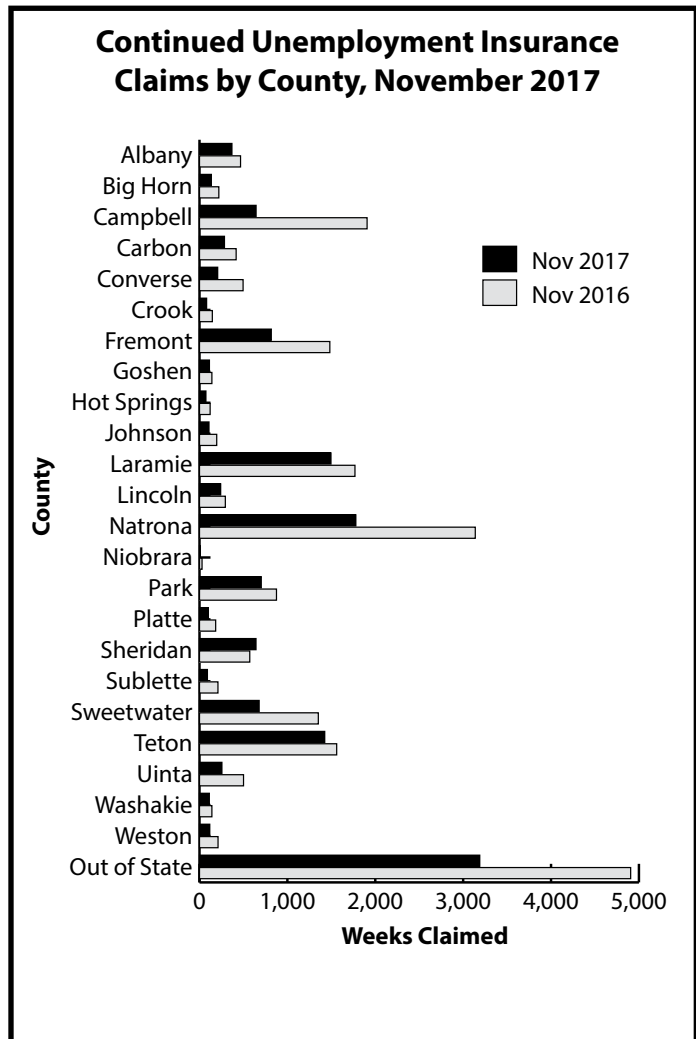 Continued Unemployment Insurance
Claims by County, November 2017
Albany
Big Horn
Campbell
Carbon
Converse
Crook
Fremont
Goshen
Hot Springs
Johnson
Laramie
Lincoln
Natrona
Niobrara
Park
Platte
Sheridan
Sublette
Sweetwater
Teton
Uinta
Washakie
Weston
Out of State
County
Nov 2017
Nov 2016
0 1,000 2,000 3,000 4,000 5,000
Weeks Claimed